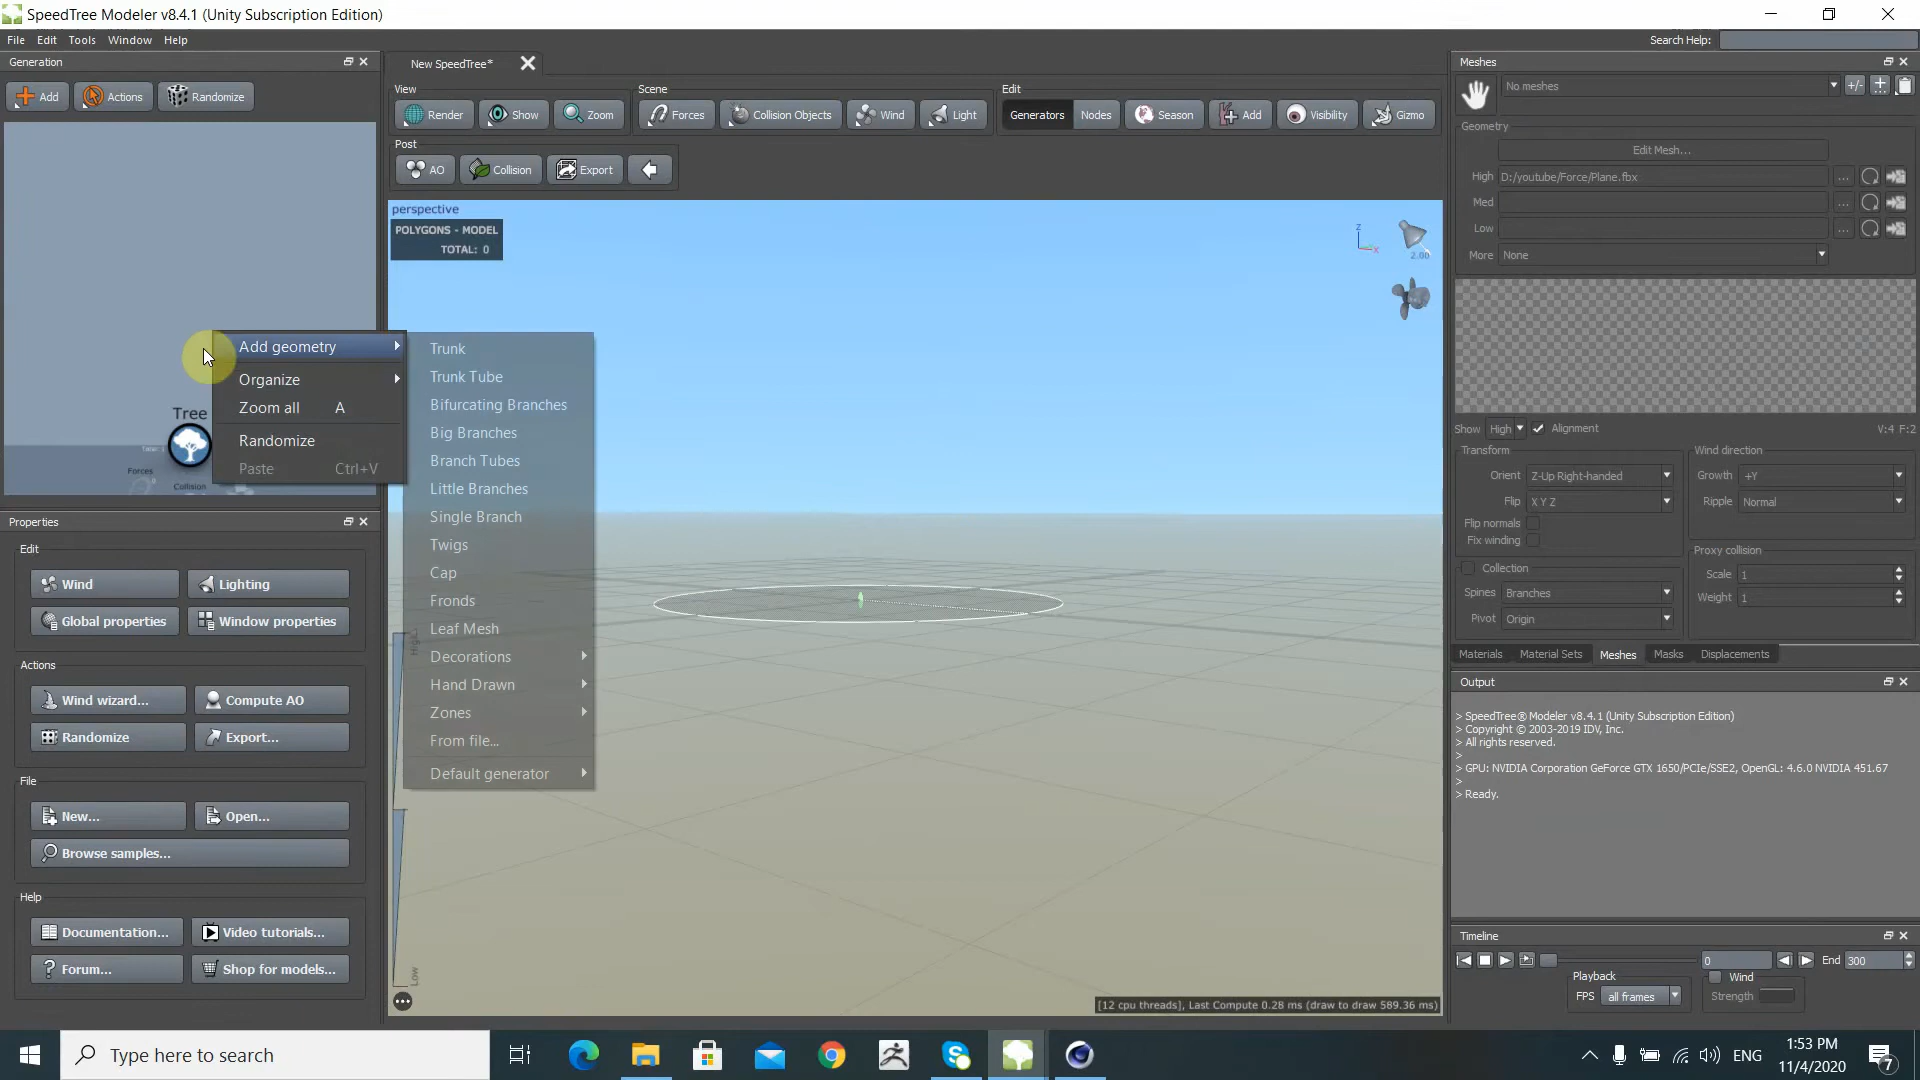 SpeedTree Modeler v8.4.1 (Unity Subscription Edition)
File Edit Tools Window Help
Search Help:
Generation
Add Actions Randomize
Add geometry
Organize
Zoom all A
Randomize
Paste Ctrl+V
Tree
Forces
Collision
Trunk
Trunk Tube
Bifurcating Branches
Big Branches
Branch Tubes
Little Branches
Single Branch
Twigs
Cap
Fronds
Leaf Mesh
Decorations
Hand Drawn
Zones
From file...
Default generator
Properties
Edit
Wind Lighting
Global properties Window properties
Actions
Wind wizard... Compute AO
Randomize Export...
File
New... Open...
Browse samples...
Help
Documentation... Video tutorials...
Forum... Shop for models...
New SpeedTree*
View Scene Edit
Render Show Zoom Forces Collision Objects Wind Light Generators Nodes Season Add Visibility Gizmo
Post
AO Collision Export
perspective
POLYGONS - MODEL
TOTAL: 0
Z
X
2.00
Low
[12 cpu threads], Last Compute 0.28 ms (draw to draw 589.36 ms)
Meshes
No meshes +/-
Geometry
Edit Mesh...
High D:/youtube/Force/Plane.fbx ...
Med ...
Low ...
More None
Show High Alignment V:4 F:2
Transform Wind direction
Orient Z-Up Right-handed Growth +Y
Flip X Y Z Ripple Normal
Flip normals
Fix winding
Proxy collision
Collection Scale 1
Spines Branches Weight 1
Pivot Origin
Materials Material Sets Meshes Masks Displacements
Output
> SpeedTree® Modeler v8.4.1 (Unity Subscription Edition)
> Copyright © 2003-2019 IDV, Inc.
> All rights reserved.
>
> GPU: NVIDIA Corporation GeForce GTX 1650/PCIe/SSE2, OpenGL: 4.6.0 NVIDIA 451.67
>
> Ready.
Timeline
0 End 300
Playback Wind
FPS all frames Strength
Type here to search
ENG
1:53 PM
11/4/2020
7